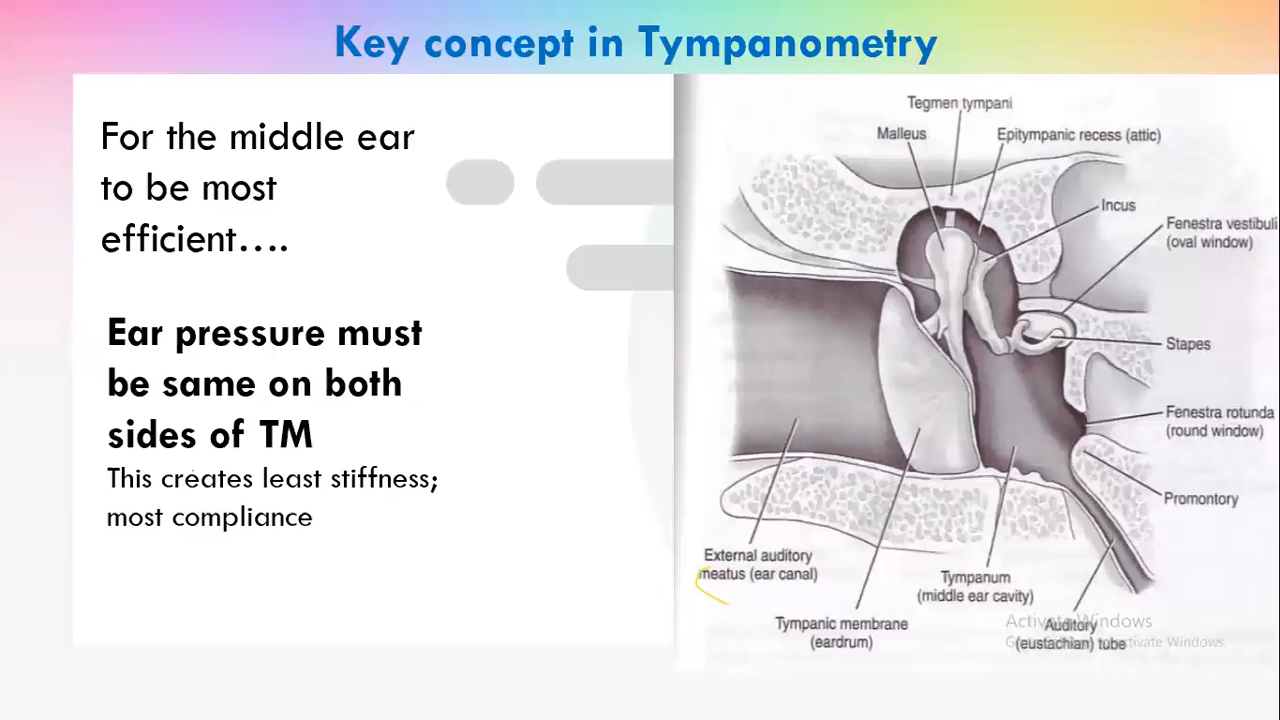 Key concept in Tympanometry
For the middle ear
to be most
efficient….
Ear pressure must
be same on both
sides of TM
This creates least stiffness;
most compliance
Tegmen tympani
Malleus
Epitympanic recess (attic)
Incus
Fenestra vestibuli
(oval window)
Stapes
Fenestra rotunda
(round window)
Promontory
External auditory
meatus (ear canal)
Tympanum
(middle ear cavity)
Tympanic membrane
(eardrum)
Auditory
(eustachian) tube
Activate Windows
activate Windows.